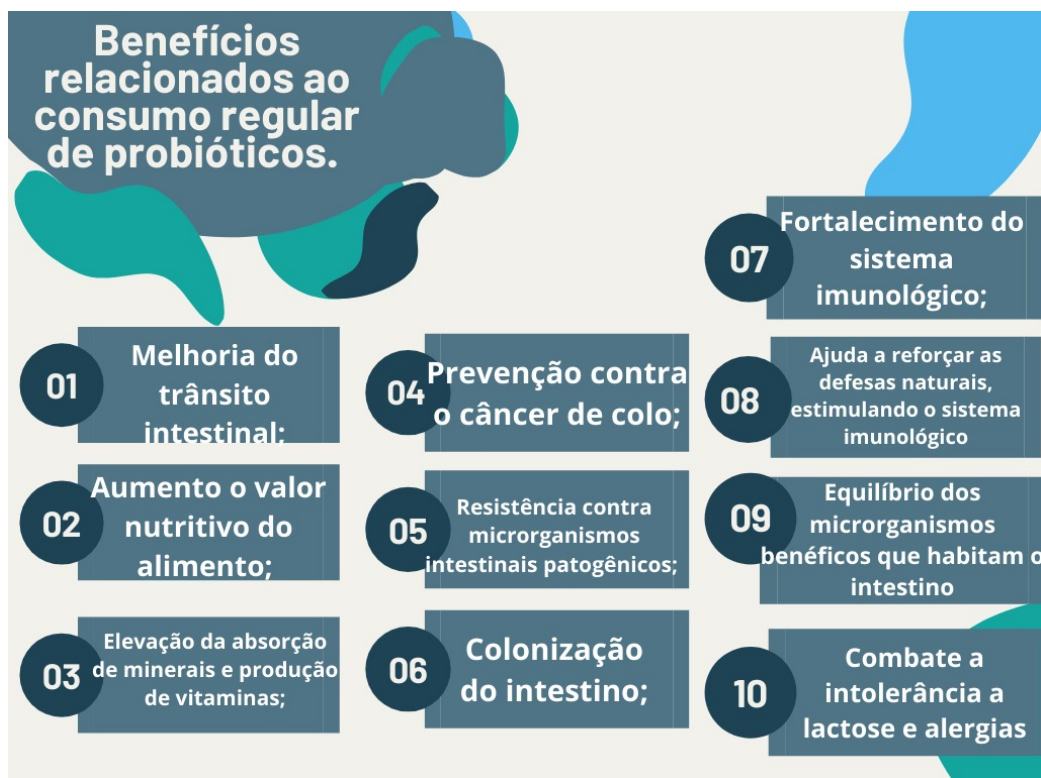 Benefícios
relacionados ao
consumo regular
de probióticos.
01
Melhoria do
trânsito
intestinal;
02
Aumento o valor
nutritivo do
alimento;
03
Elevação da absorção
de minerais e produção
de vitaminas;
04
Prevenção contra
o câncer de colo;
05
Resistência contra
microrganismos
intestinais patogênicos;
06
Colonização
do intestino;
07
Fortalecimento do
sistema
imunológico;
08
Ajuda a reforçar as
defesas naturais,
estimulando o sistema
imunológico
09
Equilíbrio dos
microrganismos
benéficos que habitam o
intestino
10
Combate a
intolerância a
lactose e alergias